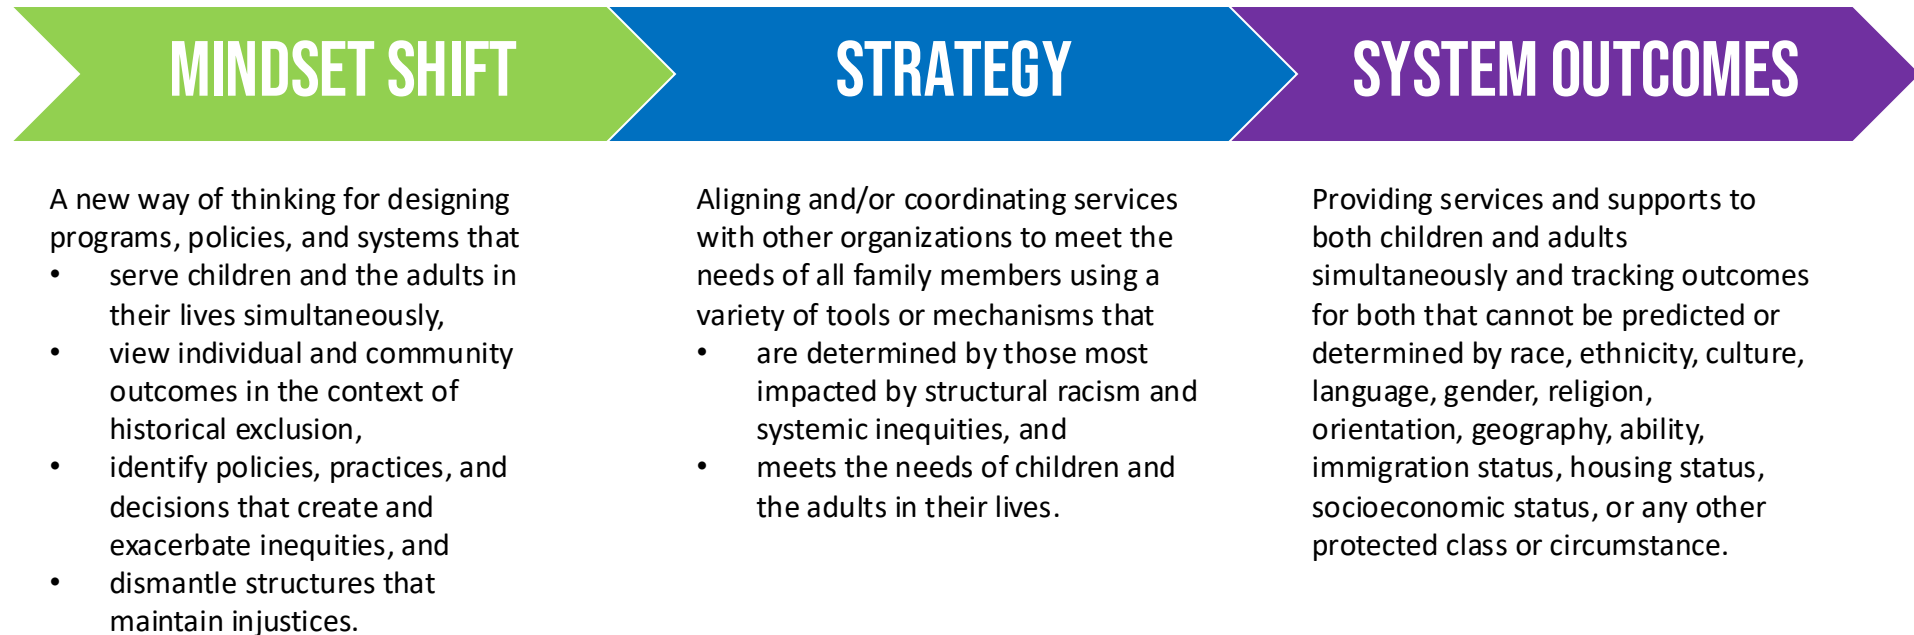 MINDSET SHIFT
STRATEGY
SYSTEM OUTCOMES
A new way of thinking for designing
programs, policies, and systems that
• serve children and the adults in
their lives simultaneously,
• view individual and community
outcomes in the context of
historical exclusion,
• identify policies, practices, and
decisions that create and
exacerbate inequities, and
• dismantle structures that
maintain injustices.
Aligning and/or coordinating services
with other organizations to meet the
needs of all family members using a
variety of tools or mechanisms that
• are determined by those most
impacted by structural racism and
systemic inequities, and
• meets the needs of children and
the adults in their lives.
Providing services and supports to
both children and adults
simultaneously and tracking outcomes
for both that cannot be predicted or
determined by race, ethnicity, culture,
language, gender, religion,
orientation, geography, ability,
immigration status, housing status,
socioeconomic status, or any other
protected class or circumstance.